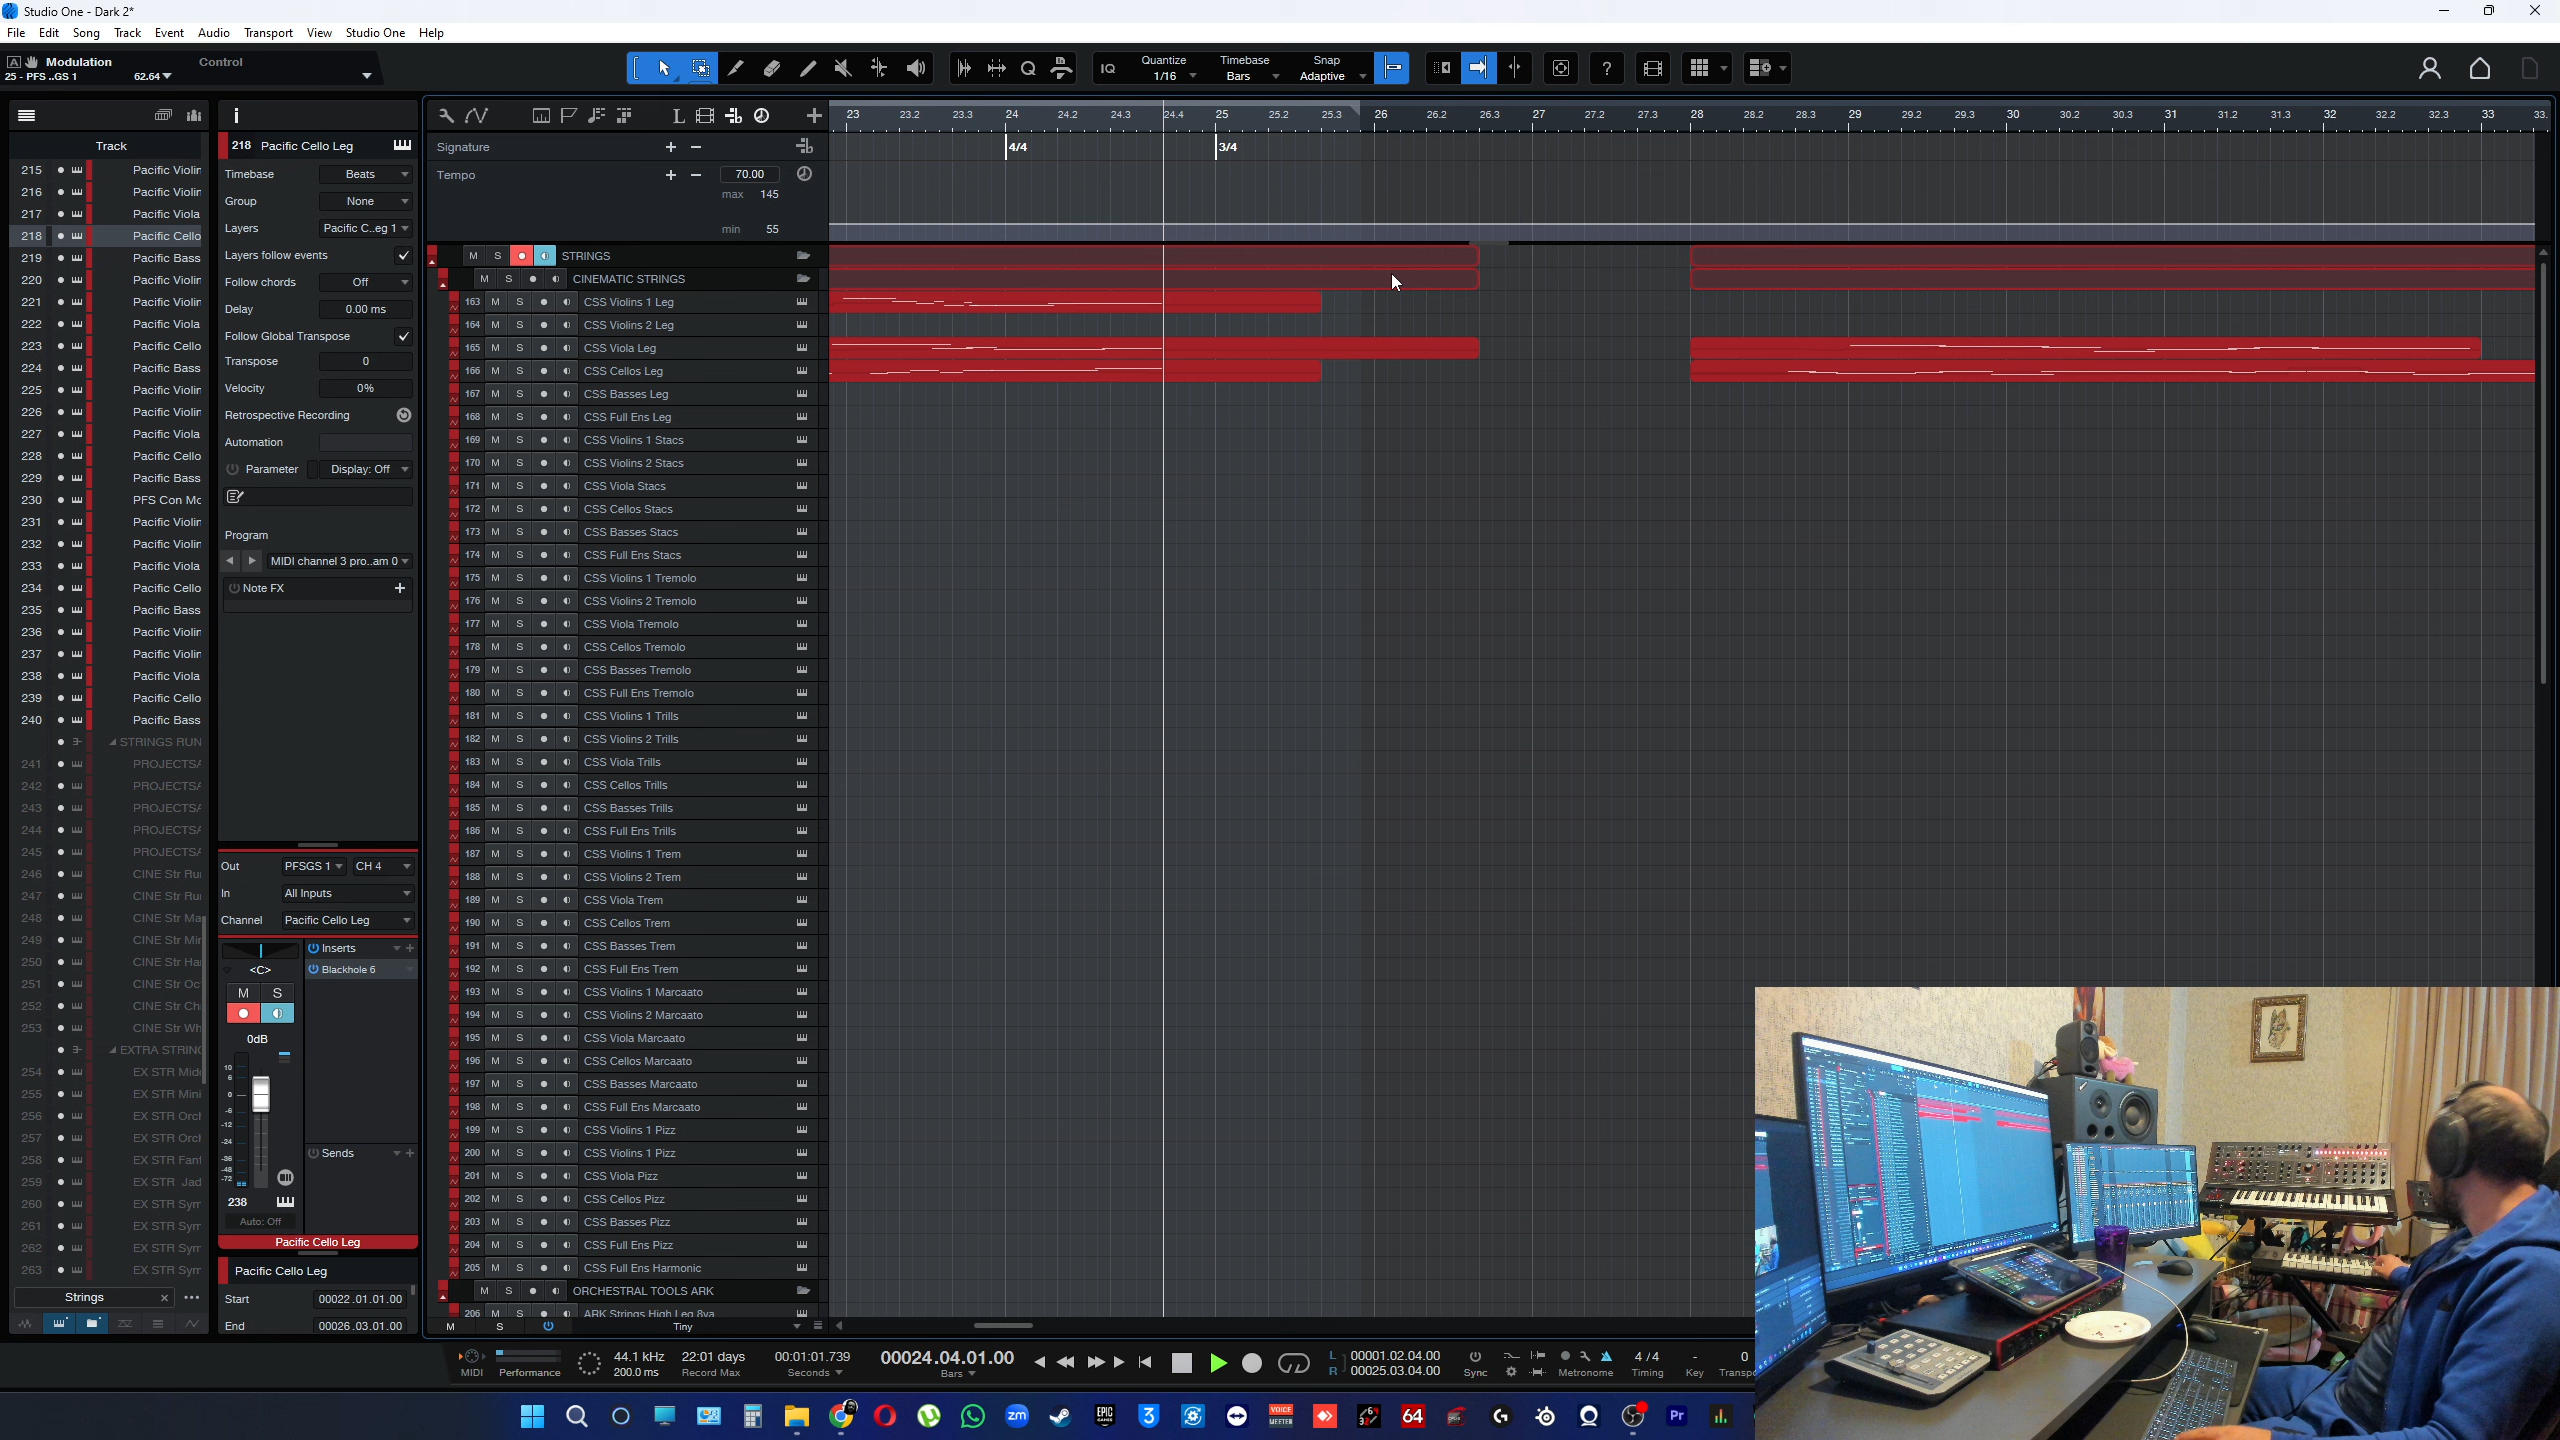 Studio One - Dark 2*
File Edit Song Track Event Audio Transport View Studio One Help
Modulation Control
25 - PFS ..GS 1 62.64
Quantize Timebase Snap
IQ 1/16 Bars Adaptive
Track
218 Pacific Cello Leg
Timebase Beats
Group None
Layers Pacific C..eg 1
Layers follow events
Follow chords Off
Delay 0.00 ms
Follow Global Transpose
Transpose 0
Velocity 0%
Retrospective Recording
Automation
Parameter Display: Off
Program
MIDI channel 3 pro..am 0
Note FX
215 Pacific Violin
216 Pacific Violin
217 Pacific Viola
218 Pacific Cello
219 Pacific Bass
220 Pacific Violin
221 Pacific Violin
222 Pacific Viola
223 Pacific Cello
224 Pacific Bass
225 Pacific Violin
226 Pacific Violin
227 Pacific Viola
228 Pacific Cello
229 Pacific Bass
230 PFS Con Mo
231 Pacific Violin
232 Pacific Violin
233 Pacific Viola
234 Pacific Cello
235 Pacific Bass
236 Pacific Violin
237 Pacific Violin
238 Pacific Viola
239 Pacific Cello
240 Pacific Bass
STRINGS RUN
241 PROJECTSA
242 PROJECTSA
243 PROJECTSA
244 PROJECTSA
245 PROJECTSA
246 CINE Str Ru
247 CINE Str Ru
248 CINE Str Ma
249 CINE Str Min
250 CINE Str Ha
251 CINE Str Oc
252 CINE Str Ch
253 CINE Str Wh
EXTRA STRING
254 EX STR Mid
255 EX STR Mini
256 EX STR Orch
257 EX STR Orch
258 EX STR Fant
259 EX STR Jad
260 EX STR Sym
261 EX STR Sym
262 EX STR Sym
263 EX STR Sym
Strings
Out PFSGS 1 CH 4
In All Inputs
Channel Pacific Cello Leg
Inserts
Blackhole 6
<C>
M S
0dB
Sends
238
Auto: Off
Pacific Cello Leg
Pacific Cello Leg
Start 00022.01.01.00
End 00026.03.01.00
23 23.2 23.3 24 24.2 24.3 24.4 25 25.2 25.3 26 26.2 26.3 27 27.2 27.3 28 28.2 28.3 29 29.2 29.3 30 30.2 30.3 31 31.2 31.3 32 32.2 32.3 33 33.
Signature 4/4 3/4
Tempo 70.00
max 145
min 55
M S STRINGS
M S CINEMATIC STRINGS
163 M S CSS Violins 1 Leg
164 M S CSS Violins 2 Leg
165 M S CSS Viola Leg
166 M S CSS Cellos Leg
167 M S CSS Basses Leg
168 M S CSS Full Ens Leg
169 M S CSS Violins 1 Stacs
170 M S CSS Violins 2 Stacs
171 M S CSS Viola Stacs
172 M S CSS Cellos Stacs
173 M S CSS Basses Stacs
174 M S CSS Full Ens Stacs
175 M S CSS Violins 1 Tremolo
176 M S CSS Violins 2 Tremolo
177 M S CSS Viola Tremolo
178 M S CSS Cellos Tremolo
179 M S CSS Basses Tremolo
180 M S CSS Full Ens Tremolo
181 M S CSS Violins 1 Trills
182 M S CSS Violins 2 Trills
183 M S CSS Viola Trills
184 M S CSS Cellos Trills
185 M S CSS Basses Trills
186 M S CSS Full Ens Trills
187 M S CSS Violins 1 Trem
188 M S CSS Violins 2 Trem
189 M S CSS Viola Trem
190 M S CSS Cellos Trem
191 M S CSS Basses Trem
192 M S CSS Full Ens Trem
193 M S CSS Violins 1 Marcaato
194 M S CSS Violins 2 Marcaato
195 M S CSS Viola Marcaato
196 M S CSS Cellos Marcaato
197 M S CSS Basses Marcaato
198 M S CSS Full Ens Marcaato
199 M S CSS Violins 1 Pizz
200 M S CSS Violins 1 Pizz
201 M S CSS Viola Pizz
202 M S CSS Cellos Pizz
203 M S CSS Basses Pizz
204 M S CSS Full Ens Pizz
205 M S CSS Full Ens Harmonic
M S ORCHESTRAL TOOLS ARK
206 M S ARK Strings High Leg 8va
M S Tiny
MIDI Performance
44.1 kHz 22:01 days 00:01:01.739 00024.04.01.00
200.0 ms Record Max Seconds Bars
L 00001.02.04.00
R 00025.03.04.00
Sync Metronome
4 / 4 - 0
Timing Key Transpo
zm EPIC GAMES 3 VOICE MEETER 64 Pr